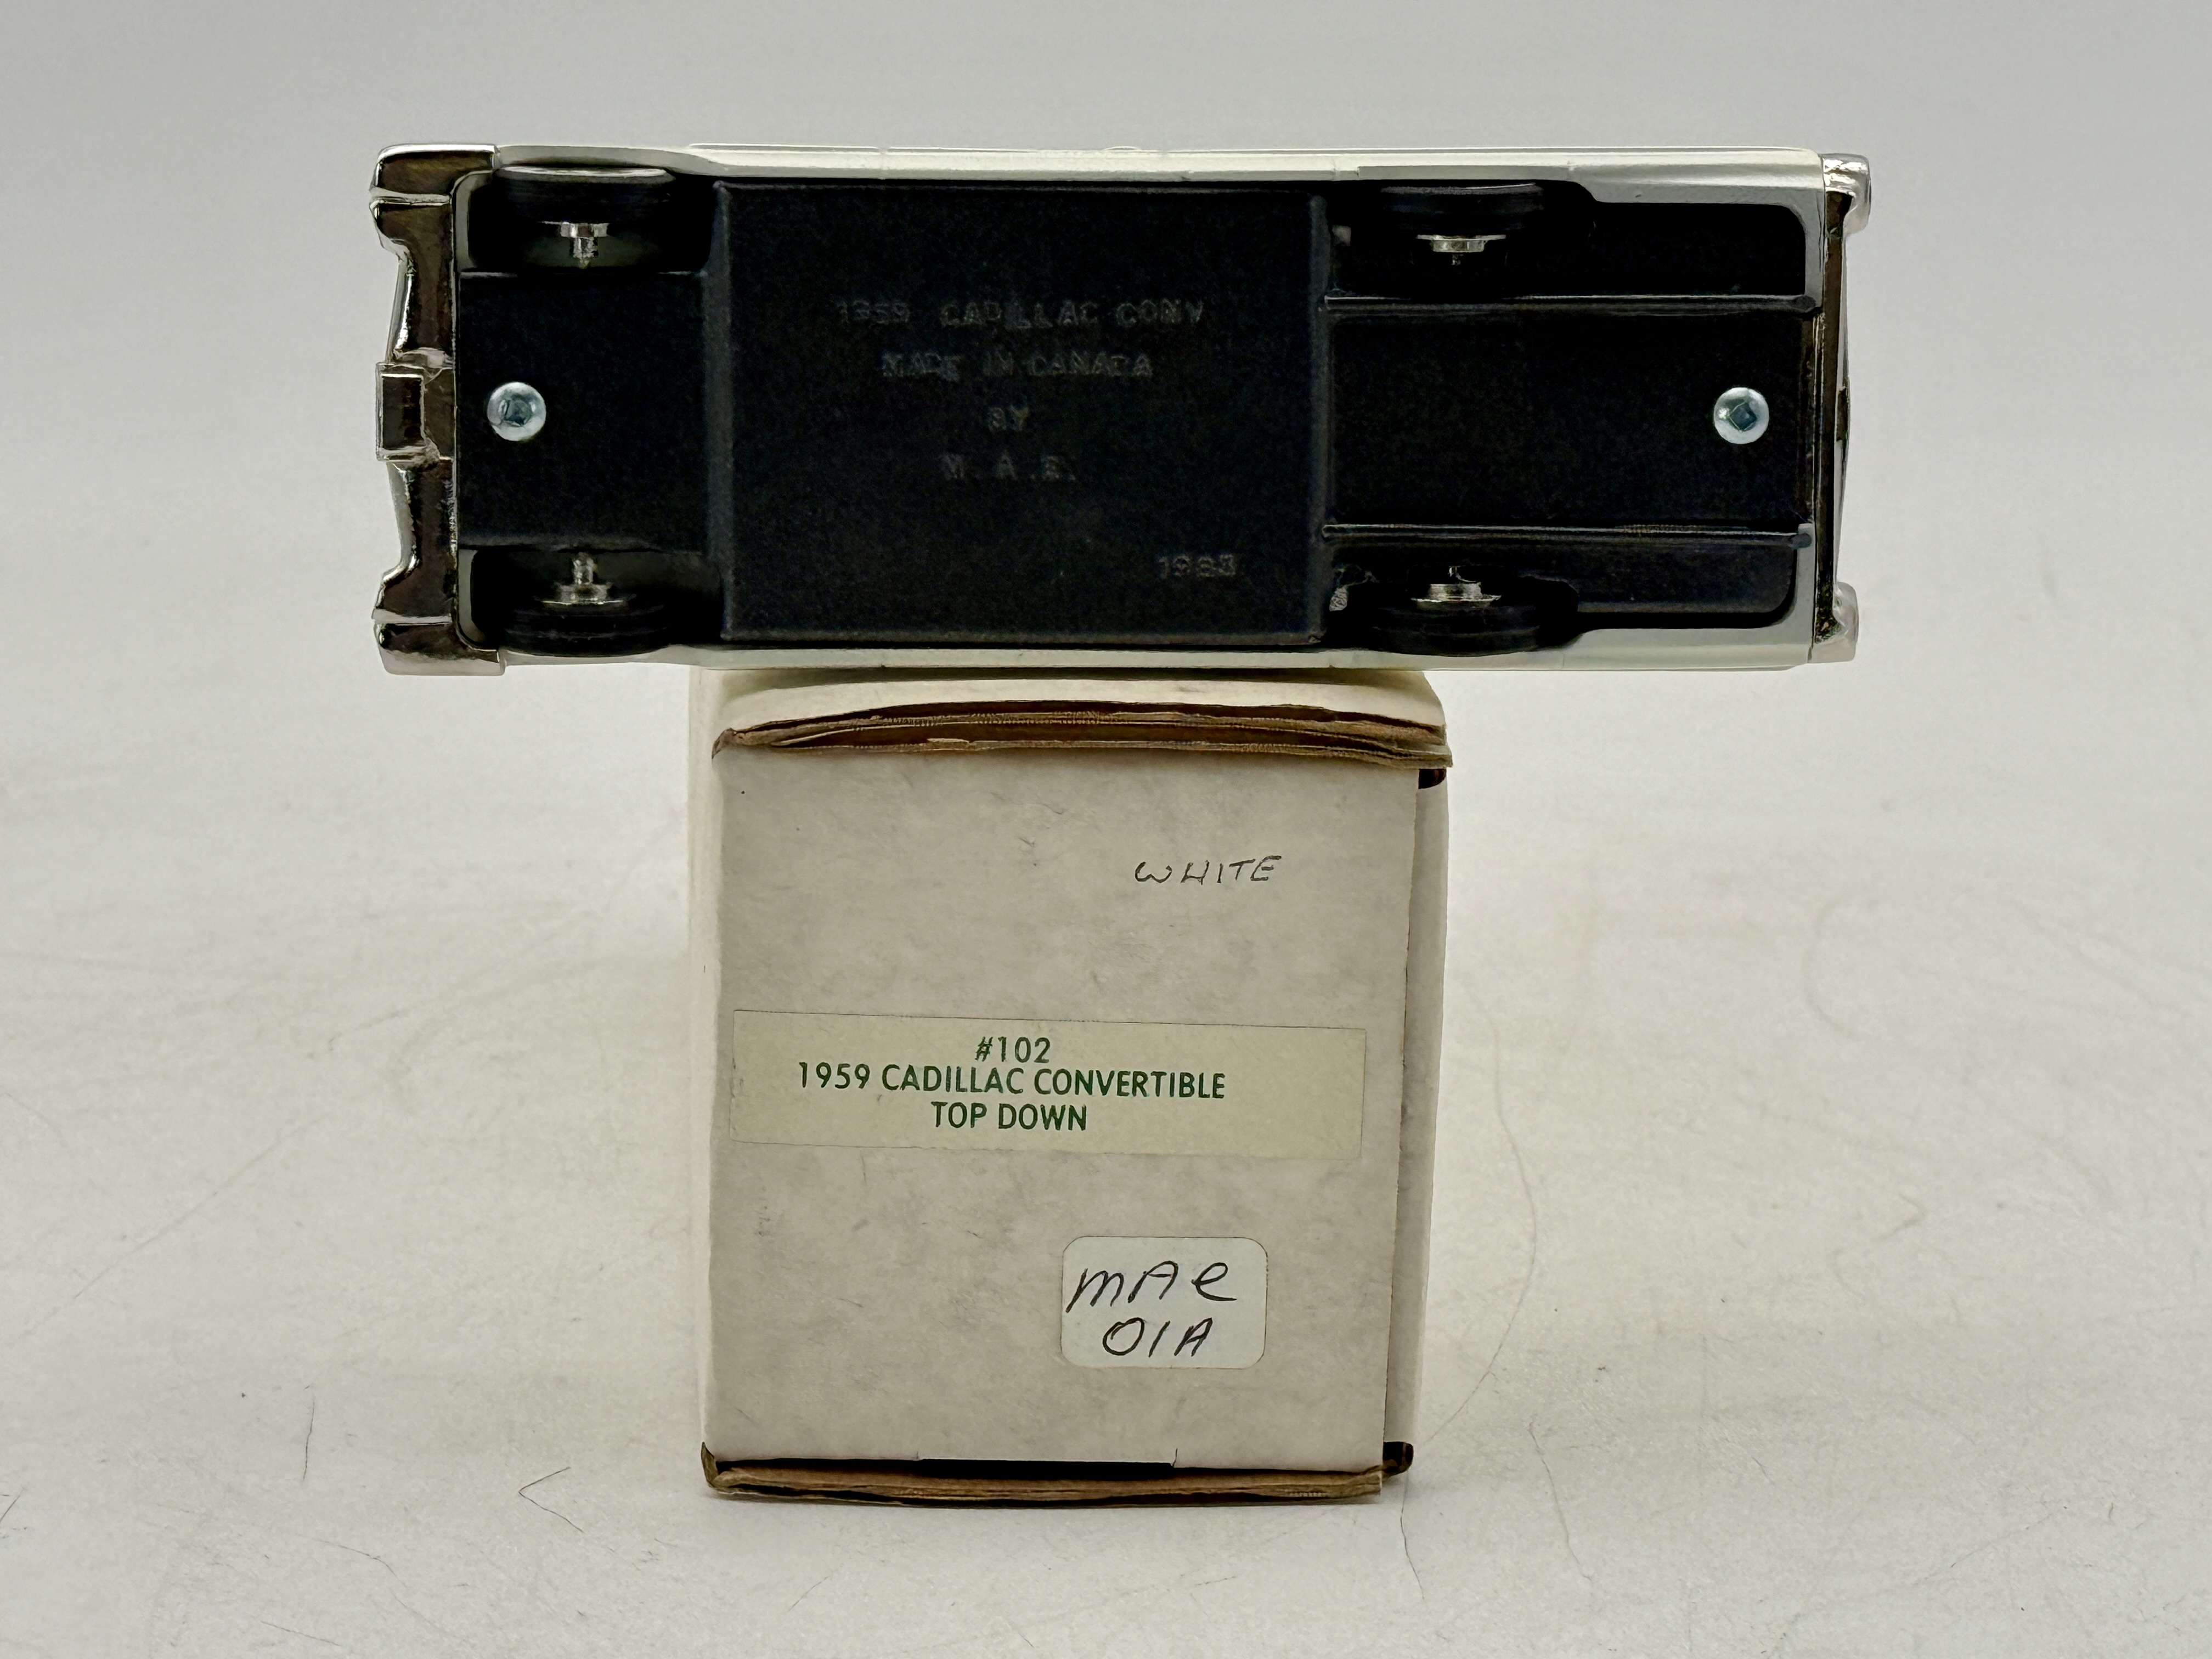 1959 CADILLAC CONV
MADE IN CANADA
BY
M. A. E.
1983
WHITE
#102
1959 CADILLAC CONVERTIBLE
TOP DOWN
mAe
01A